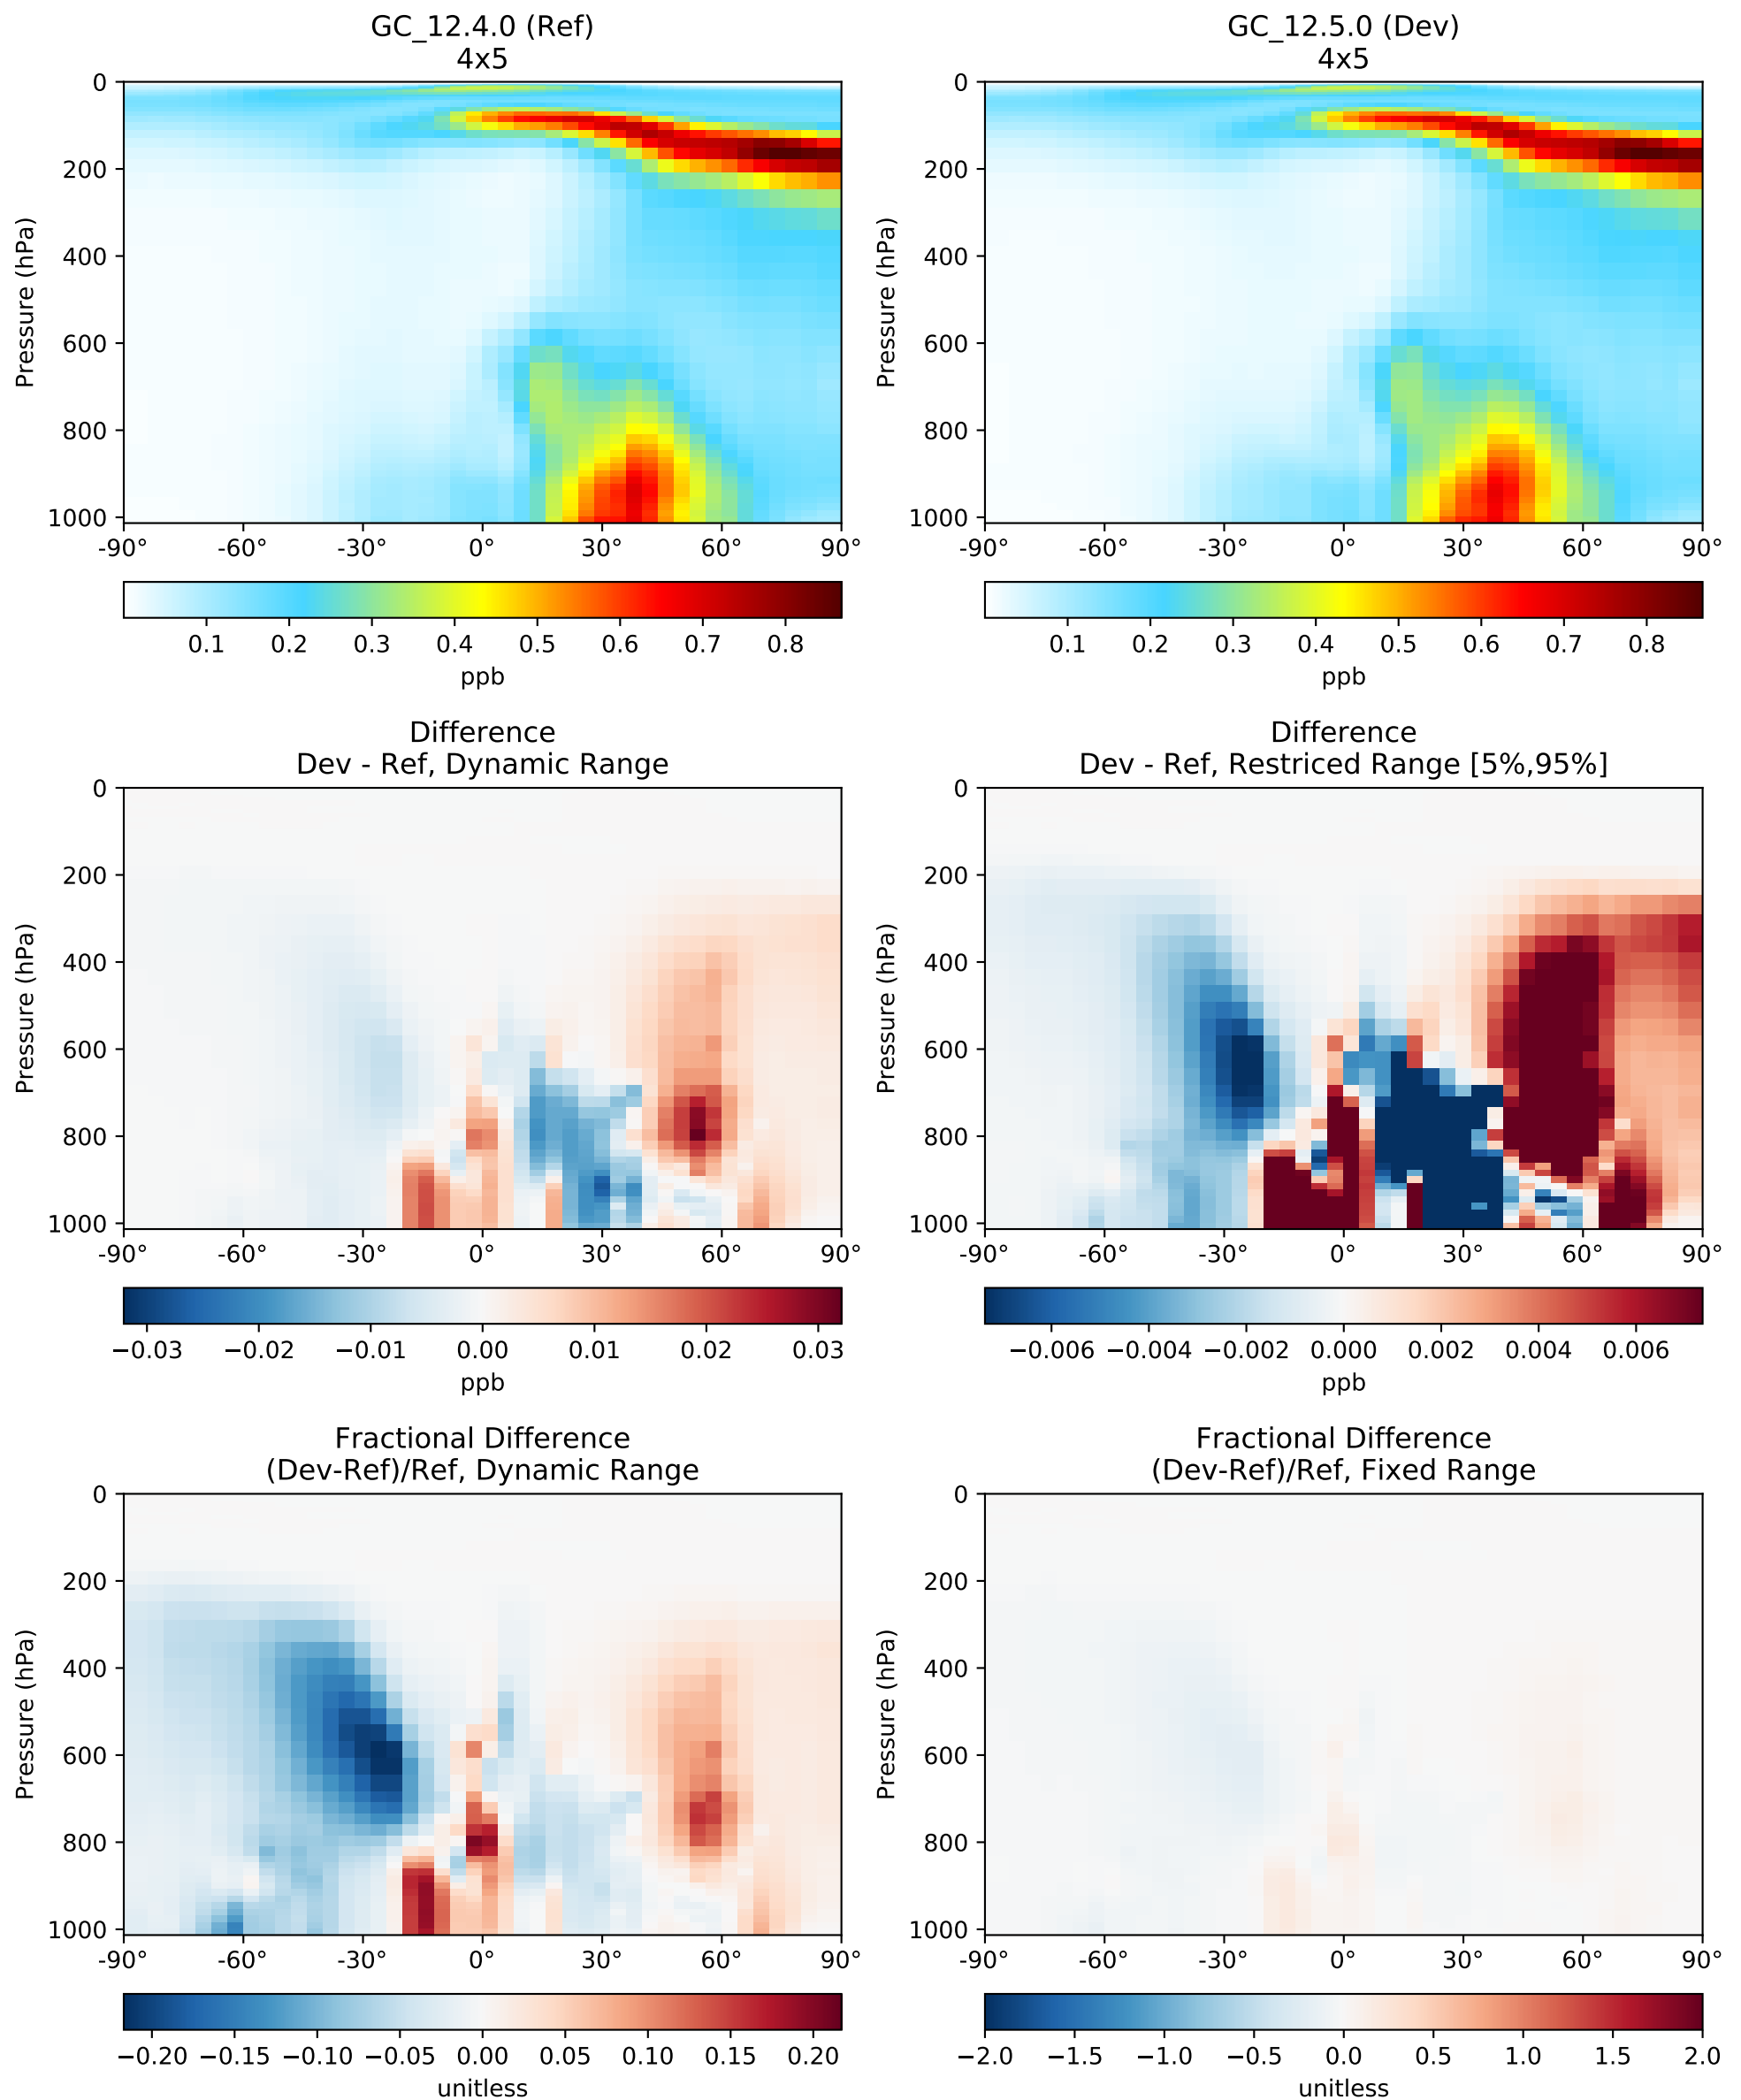 GC_12.4.0 (Ref)
4x5
GC_12.5.0 (Dev)
4x5
Pressure (hPa)
0
200
400
600
800
1000
-90° -60° -30° 0° 30° 60° 90°
0.1 0.2 0.3 0.4 0.5 0.6 0.7 0.8
ppb
Pressure (hPa)
0
200
400
600
800
1000
-90° -60° -30° 0° 30° 60° 90°
0.1 0.2 0.3 0.4 0.5 0.6 0.7 0.8
ppb
Difference
Dev - Ref, Dynamic Range
Pressure (hPa)
0
200
400
600
800
1000
-90° -60° -30° 0° 30° 60° 90°
−0.03 −0.02 −0.01 0.00 0.01 0.02 0.03
ppb
Difference
Dev - Ref, Restriced Range [5%,95%]
Pressure (hPa)
0
200
400
600
800
1000
-90° -60° -30° 0° 30° 60° 90°
−0.006 −0.004 −0.002 0.000 0.002 0.004 0.006
ppb
Fractional Difference
(Dev-Ref)/Ref, Dynamic Range
Pressure (hPa)
0
200
400
600
800
1000
-90° -60° -30° 0° 30° 60° 90°
−0.20 −0.15 −0.10 −0.05 0.00 0.05 0.10 0.15 0.20
unitless
Fractional Difference
(Dev-Ref)/Ref, Fixed Range
Pressure (hPa)
0
200
400
600
800
1000
-90° -60° -30° 0° 30° 60° 90°
−2.0 −1.5 −1.0 −0.5 0.0 0.5 1.0 1.5 2.0
unitless